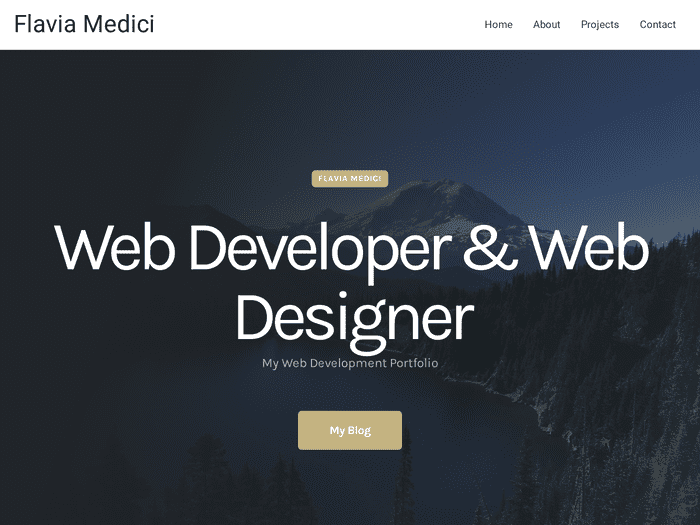 Flavia Medici
Home About Projects Contact
FLAVIA MEDICI
Web Developer & Web
Designer
My Web Development Portfolio
My Blog